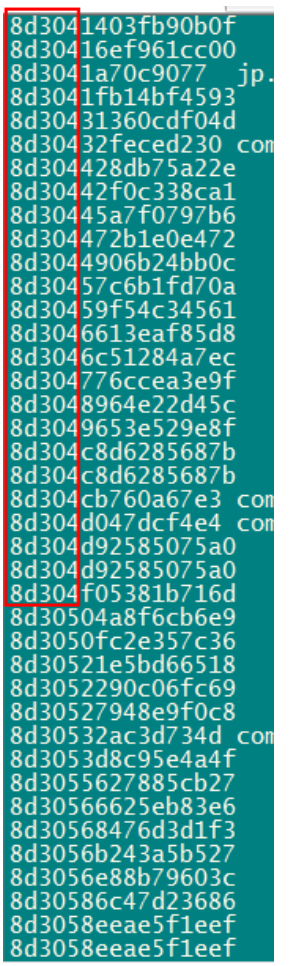 8d3041403fb90b0f
8d30416ef961cc00
8d3041a70c9077 jp.
8d3041fb14bf4593
8d30431360cdf04d
8d30432feced230 com
8d304428db75a22e
8d30442f0c338ca1
8d30445a7f0797b6
8d304472b1e0e472
8d3044906b24bb0c
8d30457c6b1fd70a
8d30459f54c34561
8d3046613eaf85d8
8d3046c51284a7ec
8d304776ccea3e9f
8d3048964e22d45c
8d3049653e529e8f
8d304c8d6285687b
8d304c8d6285687b
8d304cb760a67e3 com
8d304d047dcf4e4 com
8d304d92585075a0
8d304d92585075a0
8d304f05381b716d
8d30504a8f6cb6e9
8d3050fc2e357c36
8d30521e5bd66518
8d3052290c06fc69
8d30527948e9f0c8
8d30532ac3d734d com
8d3053d8c95e4a4f
8d3055627885cb27
8d30566625eb83e6
8d30568476d3d1f3
8d3056b243a5b527
8d3056e88b79603c
8d30586c47d23686
8d3058eeae5f1eef
8d3058eeae5f1eef